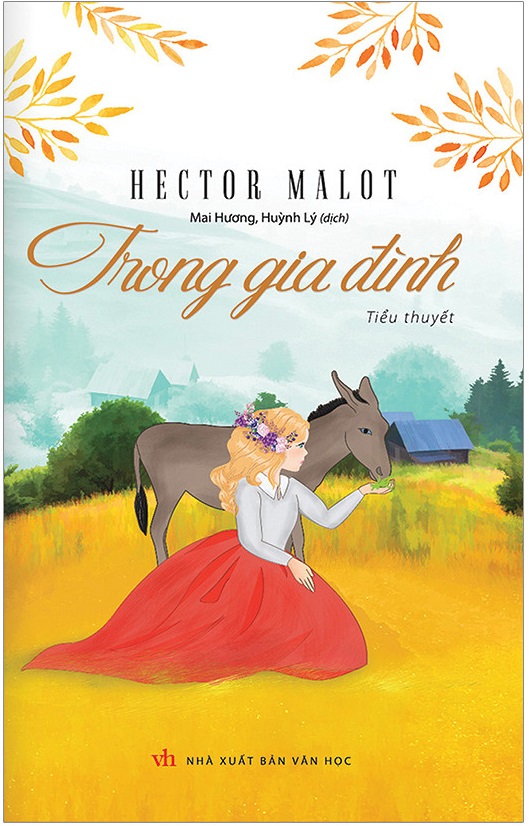 HECTOR MALOT
Mai Hương, Huỳnh Lý (dịch)
Trong gia đình
Tiểu thuyết
vh NHÀ XUẤT BẢN VĂN HỌC